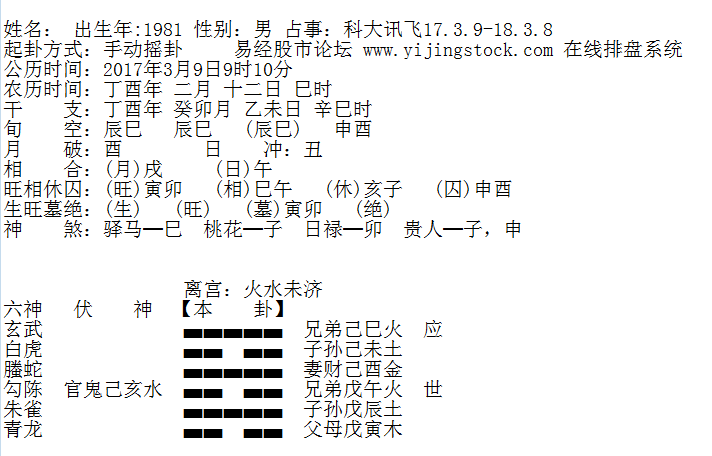 姓名： 出生年:1981 性别：男 占事：科大讯飞17.3.9-18.3.8
起卦方式：手动摇卦 易经股市论坛 www.yijingstock.com 在线排盘系统
公历时间：2017年3月9日9时10分
农历时间：丁酉年 二月 十二日 巳时
干 支：丁酉年 癸卯月 乙未日 辛巳时
旬 空：辰巳 辰巳 (辰巳) 申酉
月 破：酉 日 冲：丑
相 合：(月)戌 (日)午
旺相休囚：(旺)寅卯 (相)巳午 (休)亥子 (囚)申酉
生旺墓绝：(生) (旺) (墓)寅卯 (绝)
神 煞：驿马—巳 桃花—子 日禄—卯 贵人—子，申
离宫：火水未济
六神 伏 神 【本 卦】
玄武 兄弟己巳火 应
白虎 子孙己未土
螣蛇 妻财己酉金
勾陈 官鬼己亥水 兄弟戊午火 世
朱雀 子孙戊辰土
青龙 父母戊寅木